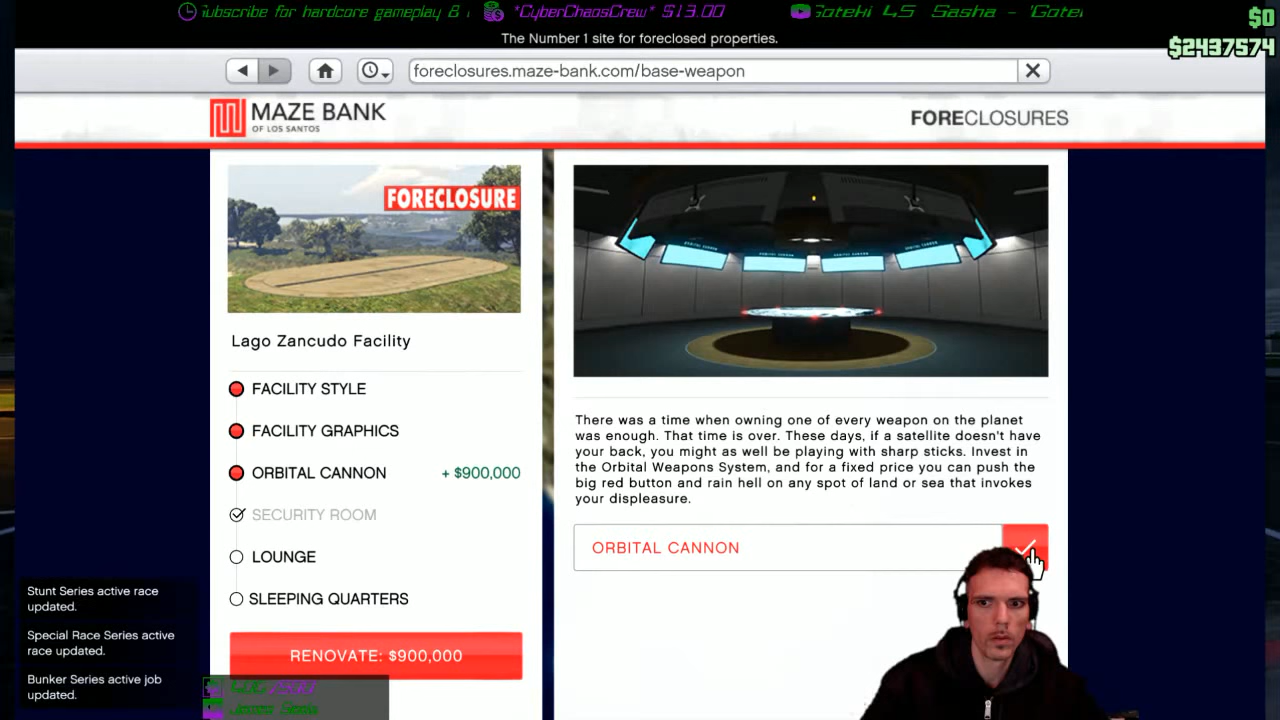 Subscribe for hardcore gameplay &
*CyberChaosCrew* $13.00
Goteki 45 Sasha - 'Gotek
$0
$2437574
The Number 1 site for foreclosed properties.
foreclosures.maze-bank.com/base-weapon
MAZE BANK
OF LOS SANTOS
FORECLOSURES
FORECLOSURE
Lago Zancudo Facility
FACILITY STYLE
FACILITY GRAPHICS
ORBITAL CANNON + $900,000
SECURITY ROOM
LOUNGE
SLEEPING QUARTERS
RENOVATE: $900,000
There was a time when owning one of every weapon on the planet
was enough. That time is over. These days, if a satellite doesn't have
your back, you might as well be playing with sharp sticks. Invest in
the Orbital Weapons System, and for a fixed price you can push the
big red button and rain hell on any spot of land or sea that invokes
your displeasure.
ORBITAL CANNON
Stunt Series active race
updated.
Special Race Series active
race updated.
Bunker Series active job
updated.